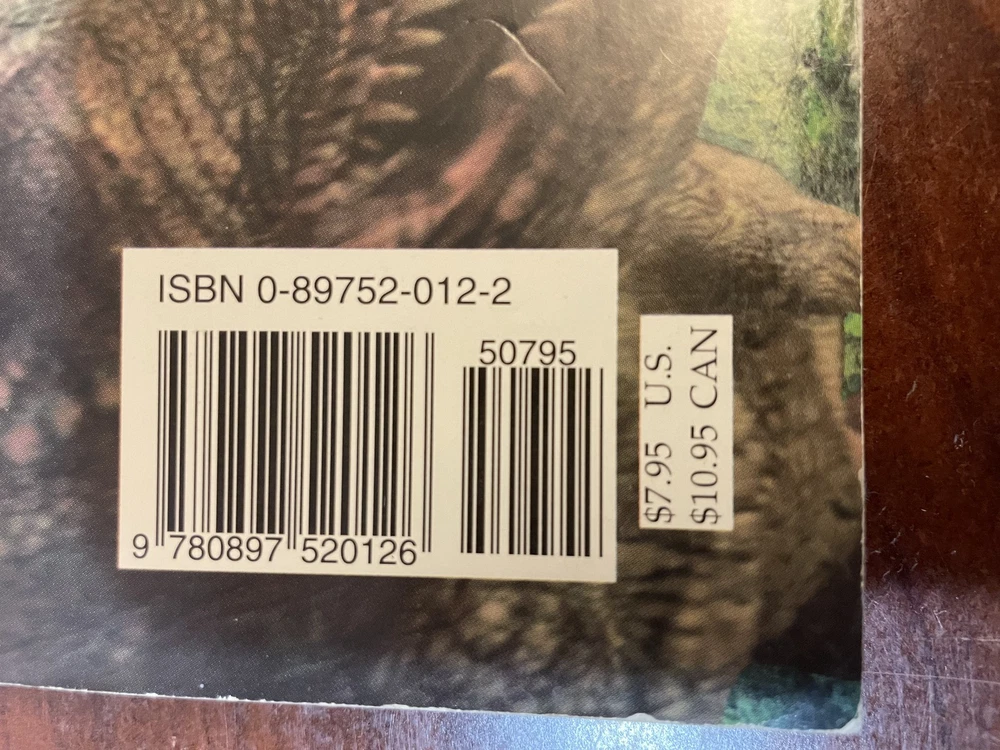 ISBN 0-89752-012-2
50795
9 780897 520126
$7.95 U.S.
$10.95 CAN